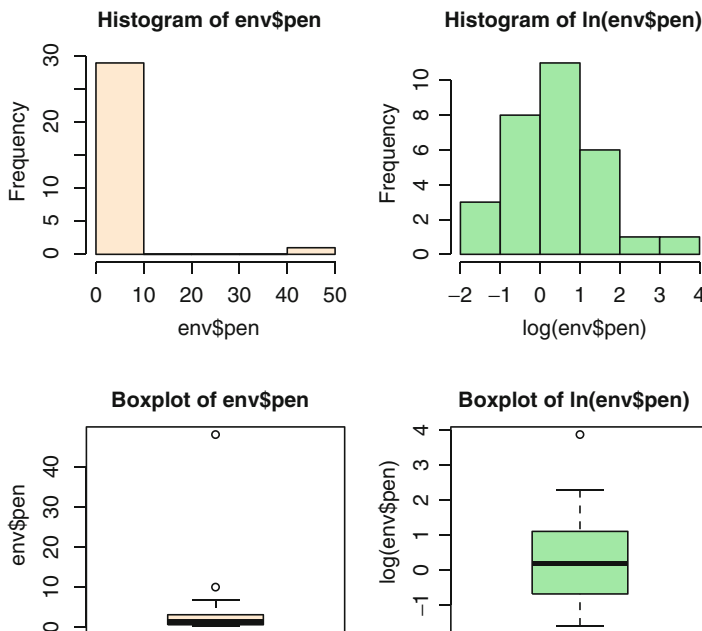 Histogram of env$pen
Frequency
0 5 10 20 30
0 10 20 30 40 50
env$pen
Histogram of ln(env$pen)
Frequency
0 2 4 6 8 10
−2 −1 0 1 2 3 4
log(env$pen)
Boxplot of env$pen
env$pen
0 10 20 30 40
Boxplot of ln(env$pen)
log(env$pen)
−1 0 1 2 3 4